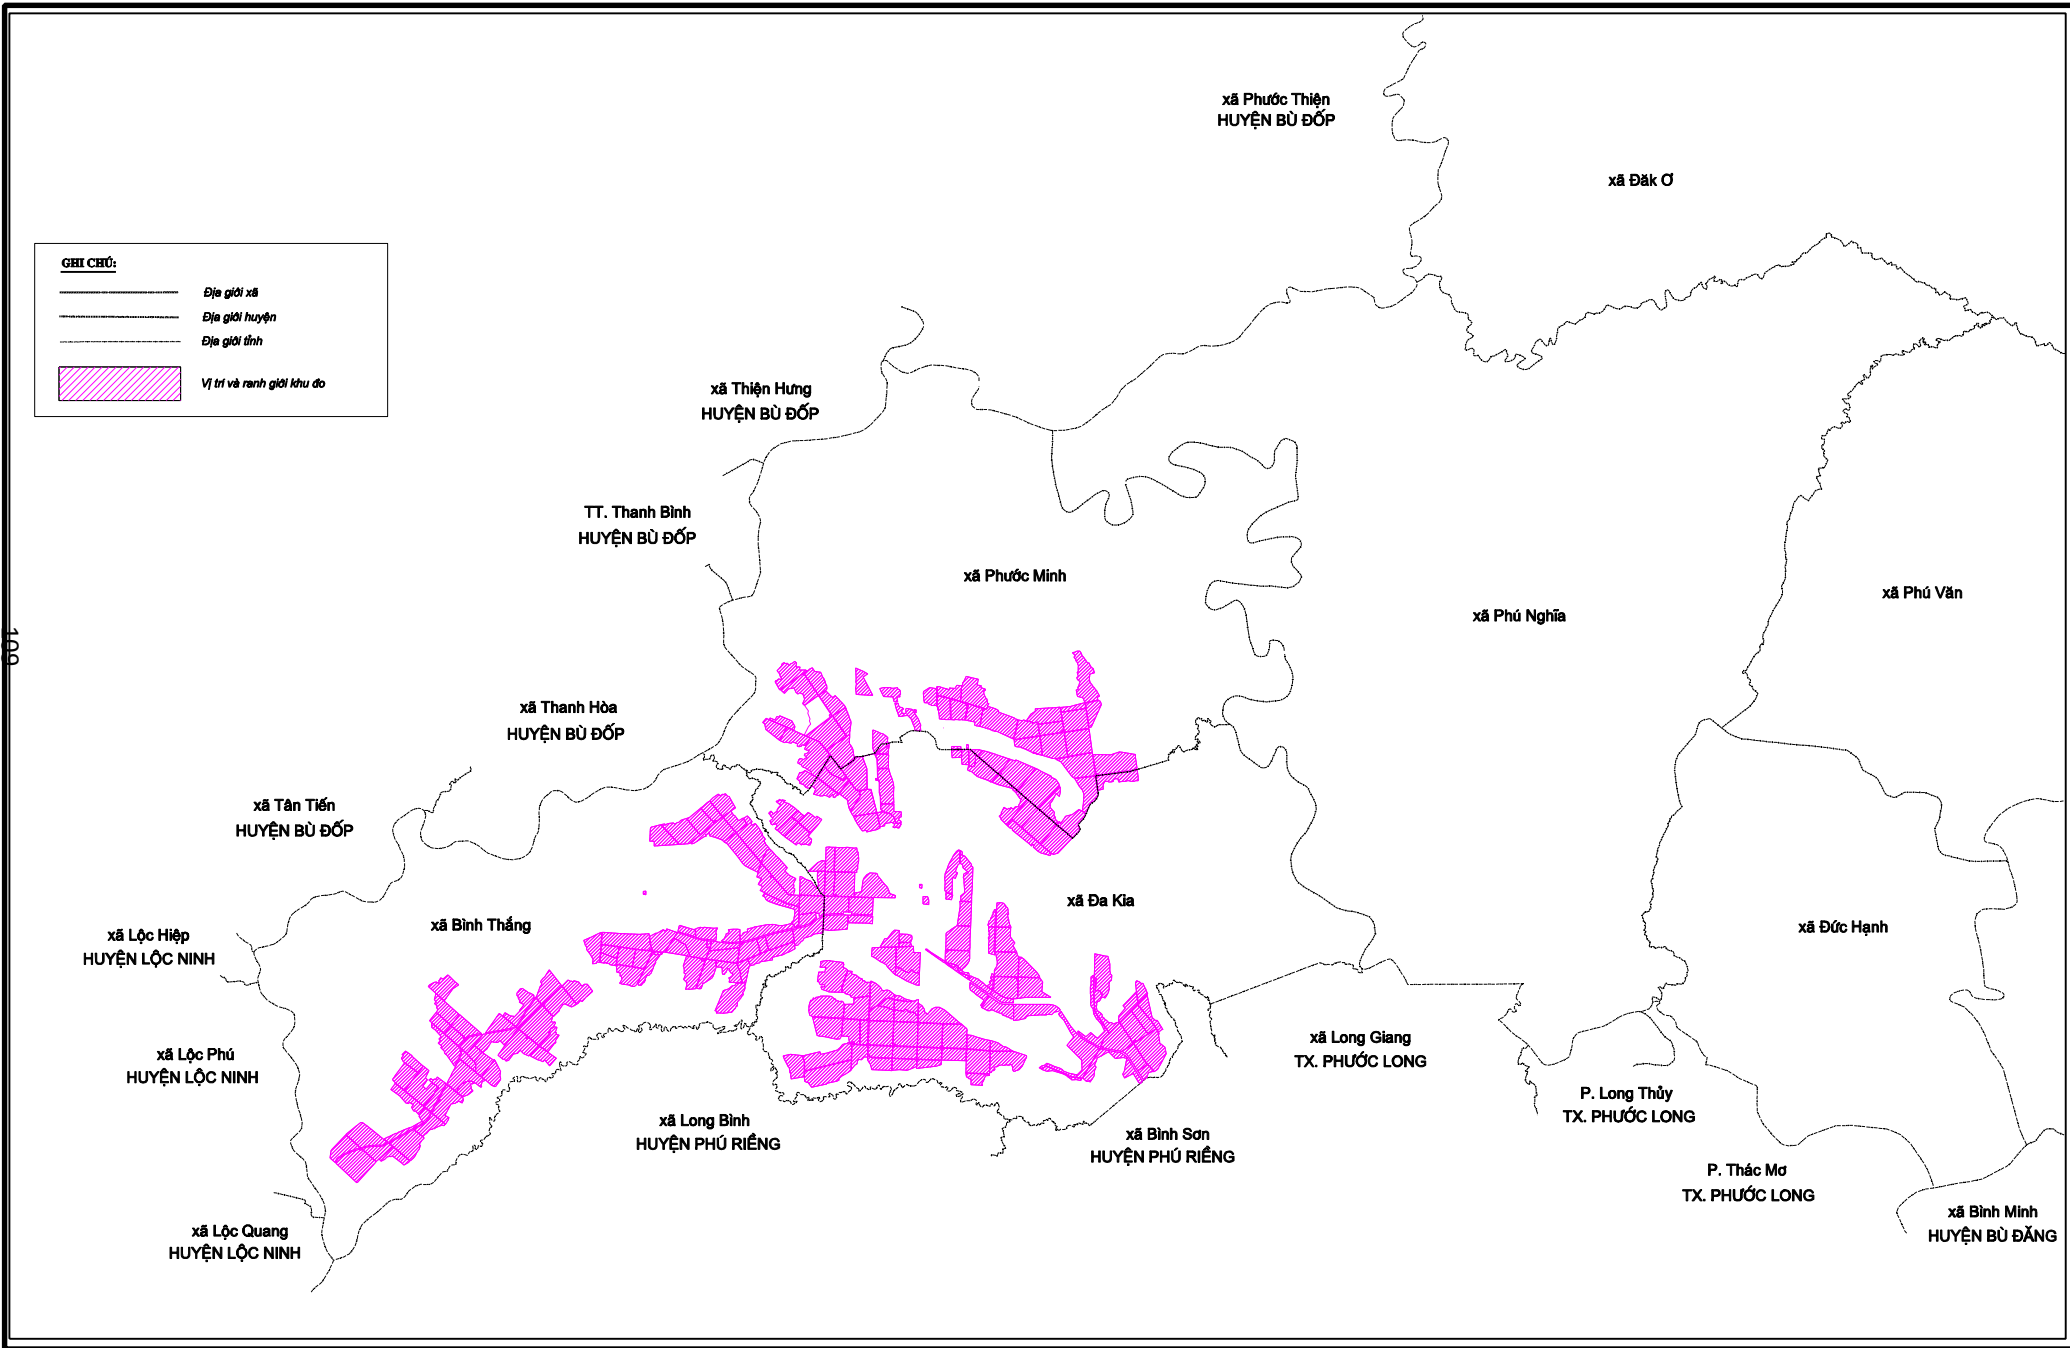 xã Phước Thiện
HUYỆN BÙ ĐỐP
xã Đăk Ơ
GHI CHÚ:
Địa giới xã
Địa giới huyện
Địa giới tỉnh
Vị trí và ranh giới khu đo
xã Thiện Hưng
HUYỆN BÙ ĐỐP
TT. Thanh Bình
HUYỆN BÙ ĐỐP
xã Phước Minh
xã Phú Nghĩa
xã Phú Văn
109
xã Thanh Hòa
HUYỆN BÙ ĐỐP
xã Tân Tiến
HUYỆN BÙ ĐỐP
xã Đa Kia
xã Bình Thắng
xã Đức Hạnh
xã Lộc Hiệp
HUYỆN LỘC NINH
xã Lộc Phú
HUYỆN LỘC NINH
xã Long Giang
TX. PHƯỚC LONG
P. Long Thủy
TX. PHƯỚC LONG
xã Long Bình
HUYỆN PHÚ RIỀNG
xã Bình Sơn
HUYỆN PHÚ RIỀNG
P. Thác Mơ
TX. PHƯỚC LONG
xã Lộc Quang
HUYỆN LỘC NINH
xã Bình Minh
HUYỆN BÙ ĐĂNG